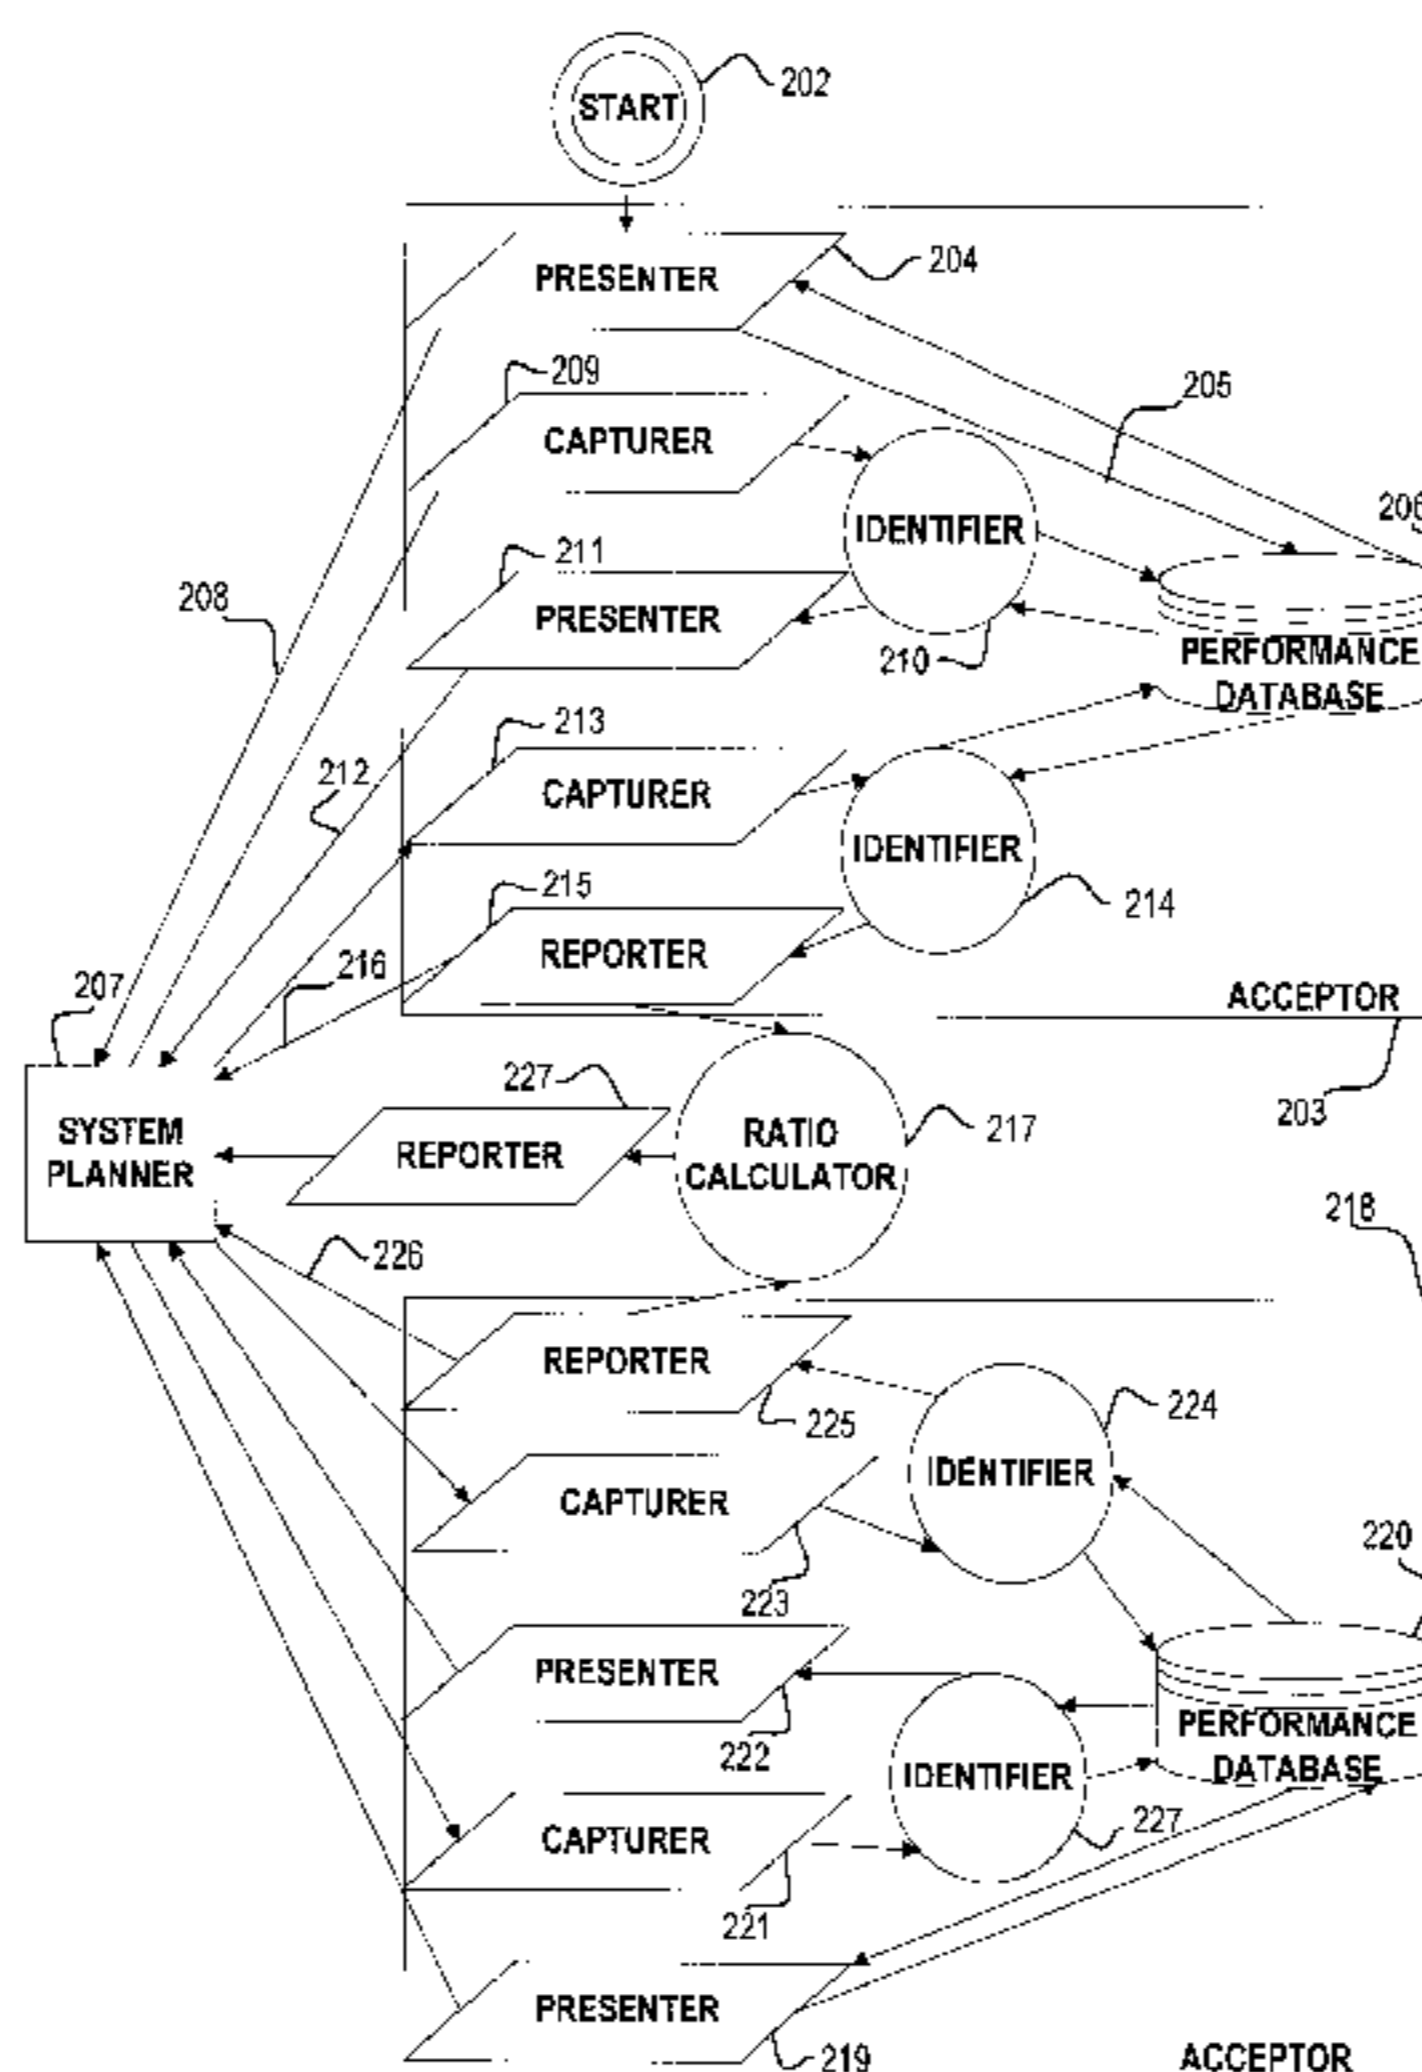 202
START
PRESENTER
204
209
205
CAPTURER
206
IDENTIFIER
211
208
PRESENTER
210
PERFORMANCE
DATABASE
213
212
CAPTURER
IDENTIFIER
215
214
216
REPORTER
207
ACCEPTOR
227
203
SYSTEM
PLANNER
REPORTER
RATIO
CALCULATOR
217
218
226
REPORTER
224
225
IDENTIFIER
CAPTURER
220
223
PRESENTER
PERFORMANCE
DATABASE
222
IDENTIFIER
227
CAPTURER
221
PRESENTER
219
ACCEPTOR